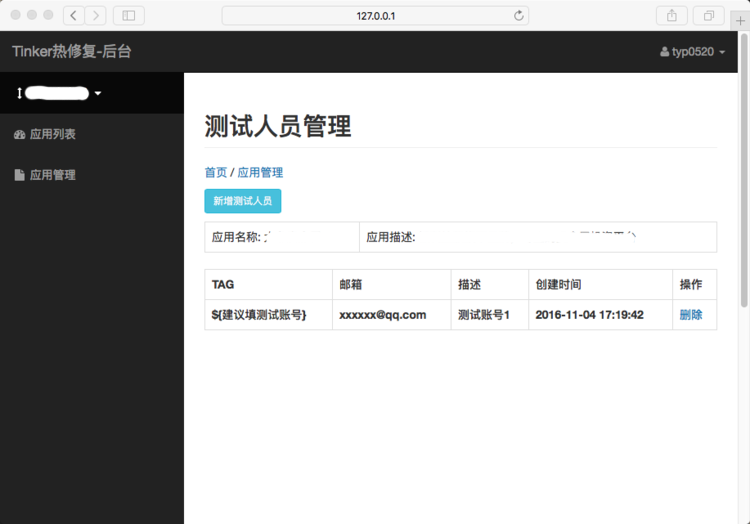 127.0.0.1
Tinker热修复-后台
typ0520
应用列表
应用管理
测试人员管理
首页 / 应用管理
新增测试人员
应用名称: 应用描述:
TAG 邮箱 描述 创建时间 操作
${建议填测试账号} xxxxxx@qq.com 测试账号1 2016-11-04 17:19:42 删除